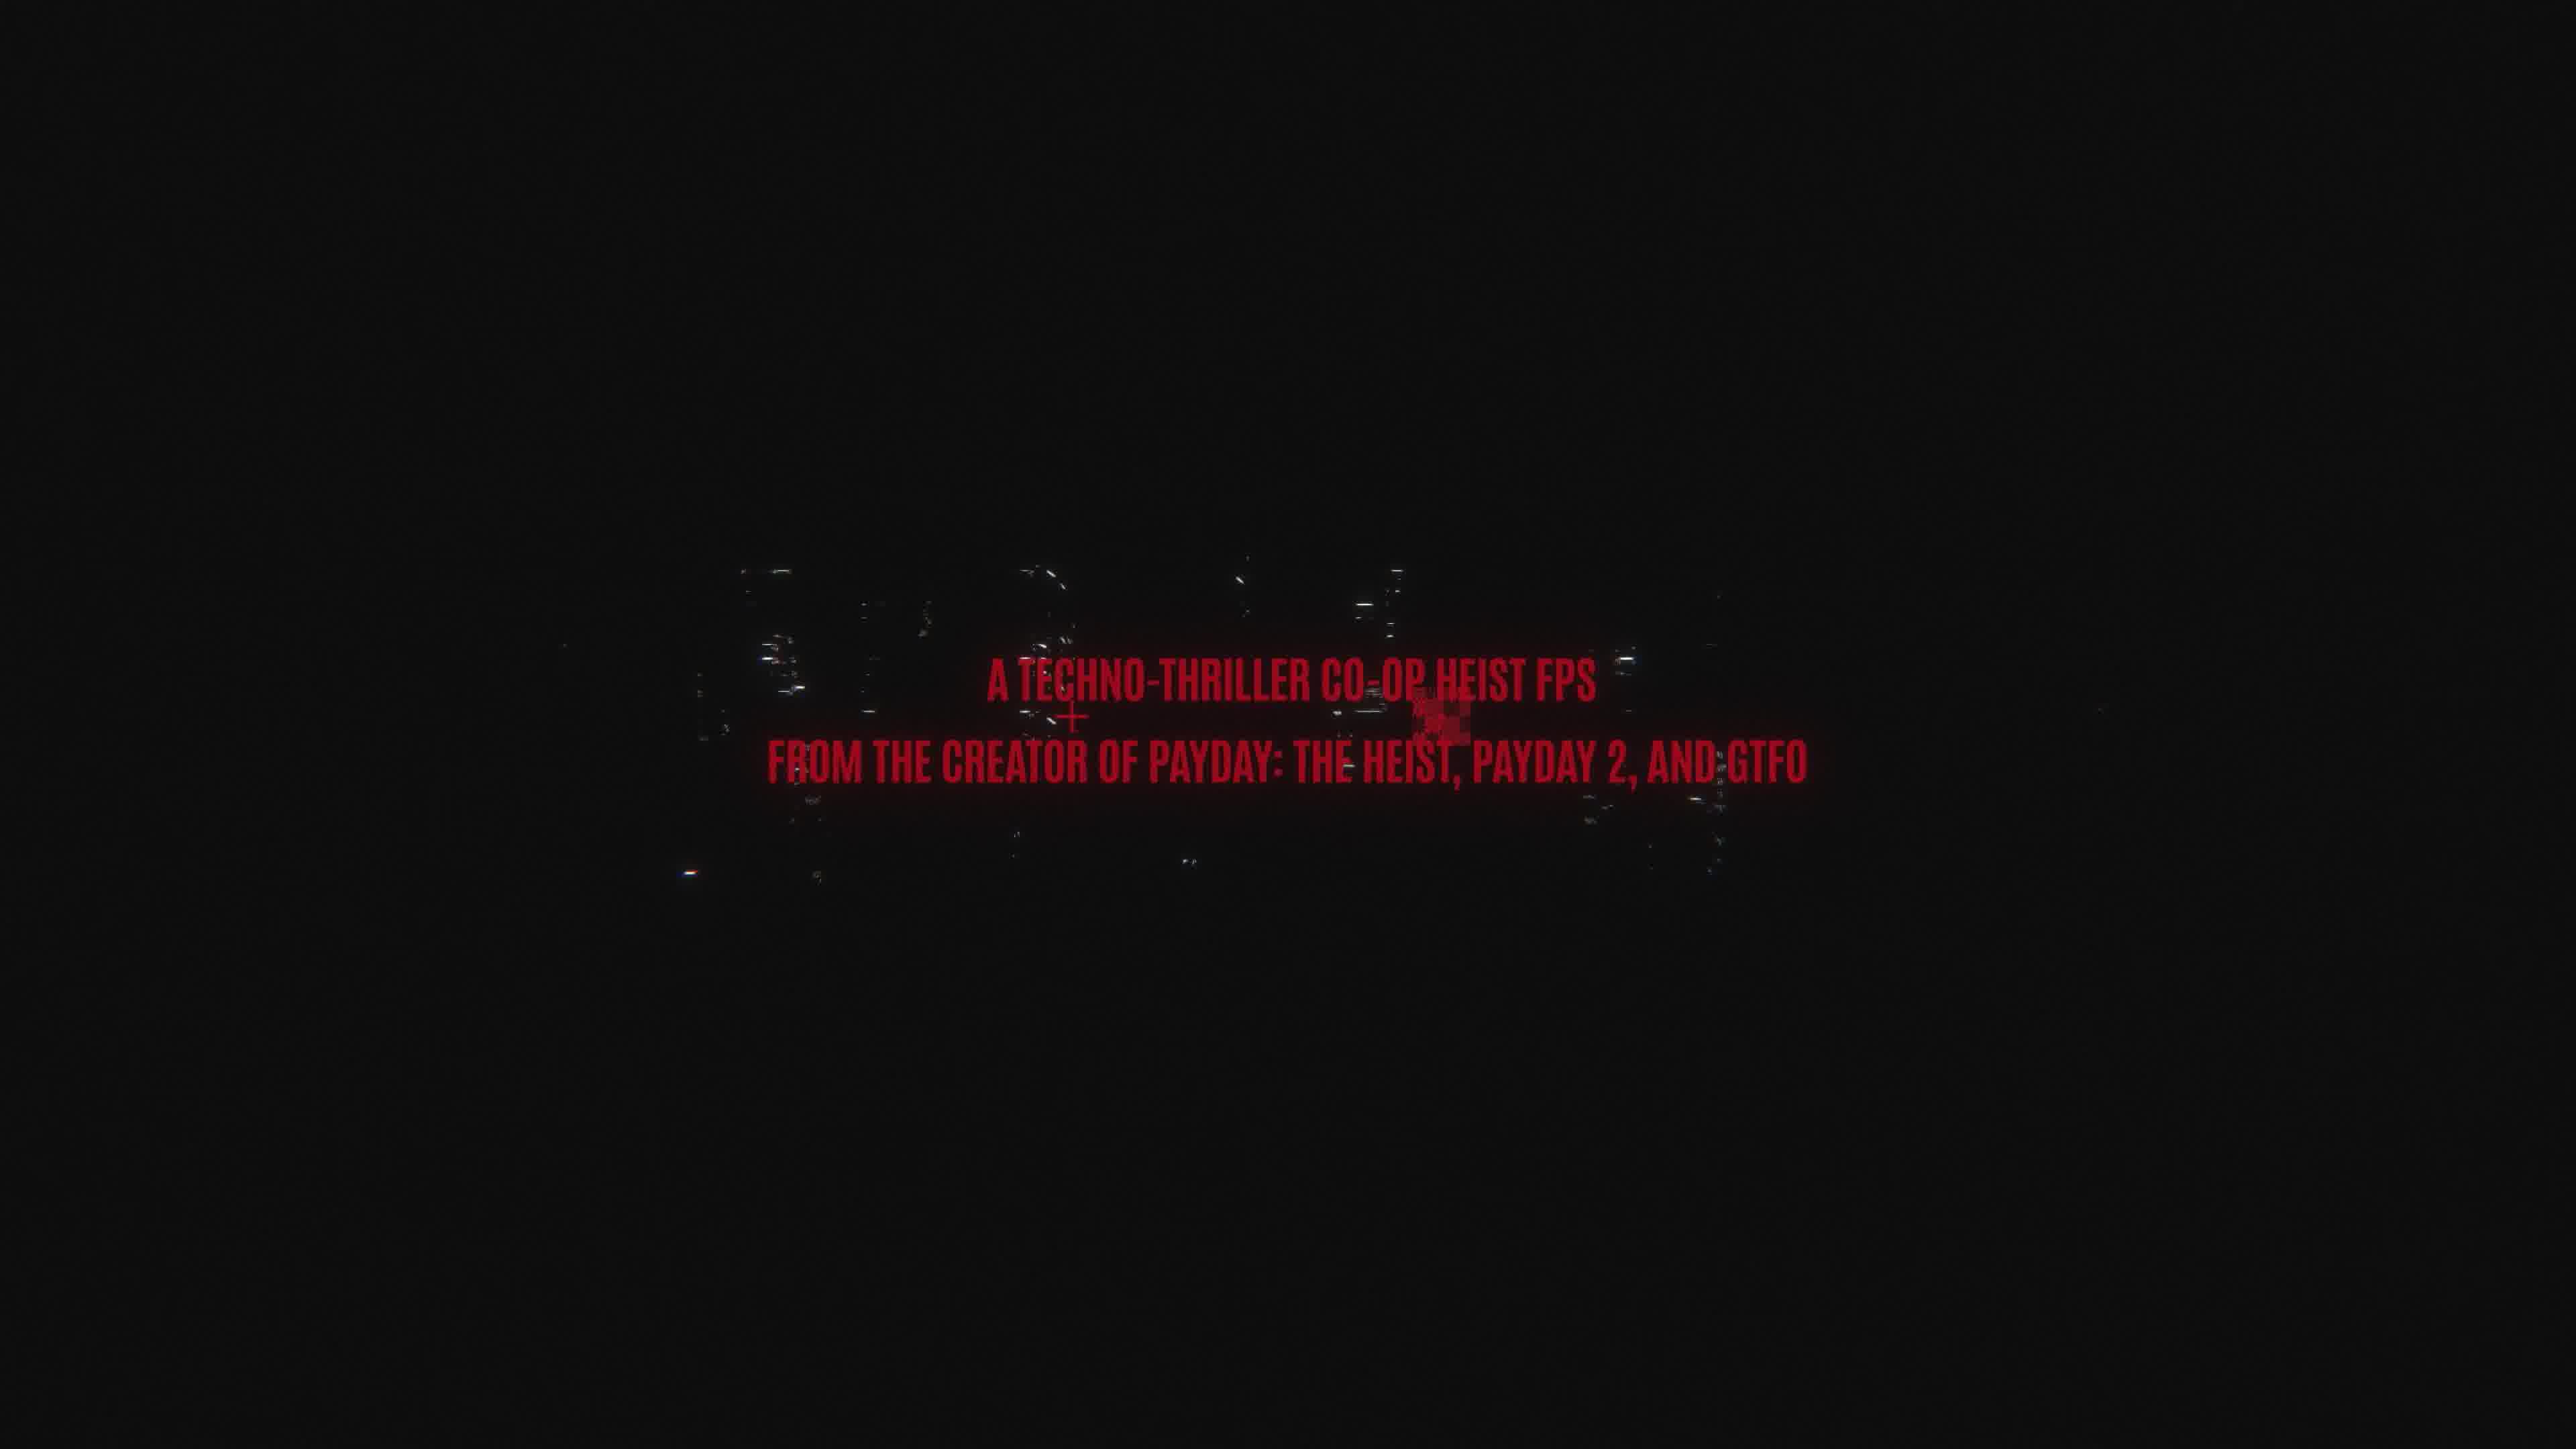 A TECHNO-THRILLER CO-OP HEIST FPS
FROM THE CREATOR OF PAYDAY: THE HEIST, PAYDAY 2, AND GTFO